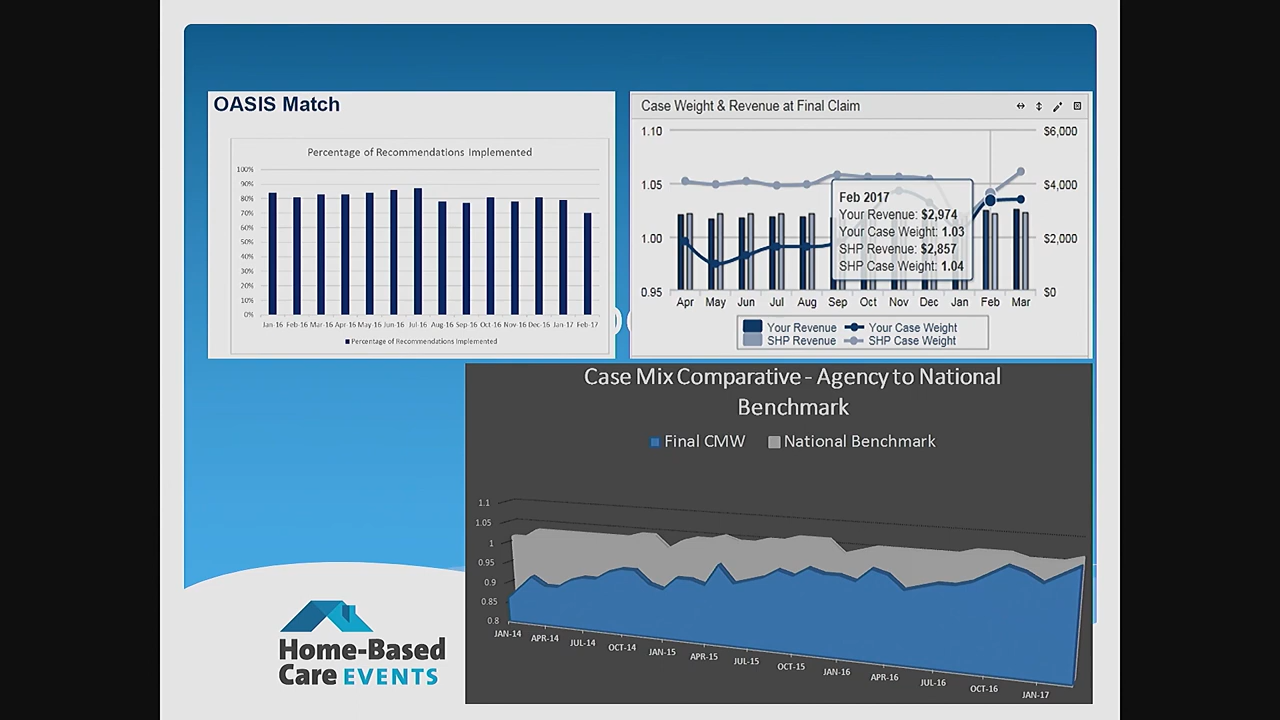 OASIS Match
Percentage of Recommendations Implemented
100%
90%
80%
70%
60%
50%
40%
30%
20%
10%
0%
Jan-16 Feb-16 Mar-16 Apr-16 May-16 Jun-16 Jul-16 Aug-16 Sep-16 Oct-16 Nov-16 Dec-16 Jan-17 Feb-17
Percentage of Recommendations Implemented
Case Weight & Revenue at Final Claim
1.10 $6,000
1.05 $4,000
1.00 $2,000
0.95 $0
Feb 2017
Your Revenue: $2,974
Your Case Weight: 1.03
SHP Revenue: $2,857
SHP Case Weight: 1.04
Apr May Jun Jul Aug Sep Oct Nov Dec Jan Feb Mar
Your Revenue Your Case Weight
SHP Revenue SHP Case Weight
Case Mix Comparative - Agency to National
Benchmark
Final CMW National Benchmark
1.1
1.05
1
0.95
0.9
0.85
0.8
JAN-14 APR-14 JUL-14 OCT-14 JAN-15 APR-15 JUL-15 OCT-15 JAN-16 APR-16 JUL-16 OCT-16 JAN-17
Home-Based
Care EVENTS